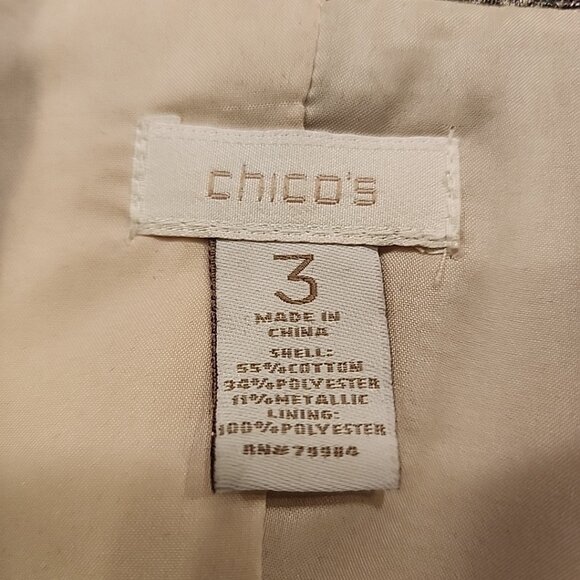 chico's
3
MADE IN
CHINA
SHELL:
55%COTTON
34%POLYESTER
11%METALLIC
LINING:
100%POLYESTER
RN#79984